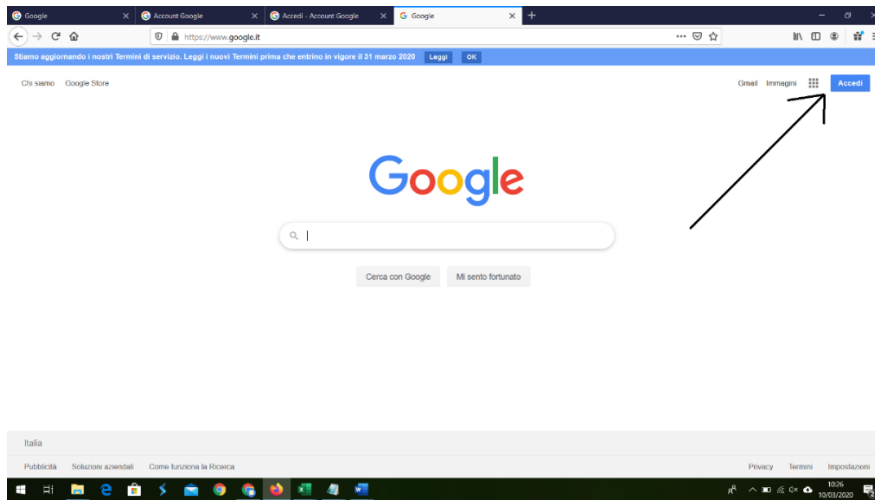 Google Account Google Accedi - Account Google Google
https://www.google.it
Stiamo aggiornando i nostri Termini di servizio. Leggi i nuovi Termini prima che entrino in vigore il 31 marzo 2020 Leggi OK
Chi siamo Google Store Gmail Immagini Accedi
Google
Cerca con Google Mi sento fortunato
Italia
Pubblicità Soluzioni aziendali Come funziona la Ricerca Privacy Termini Impostazioni
10:26
10/03/2020